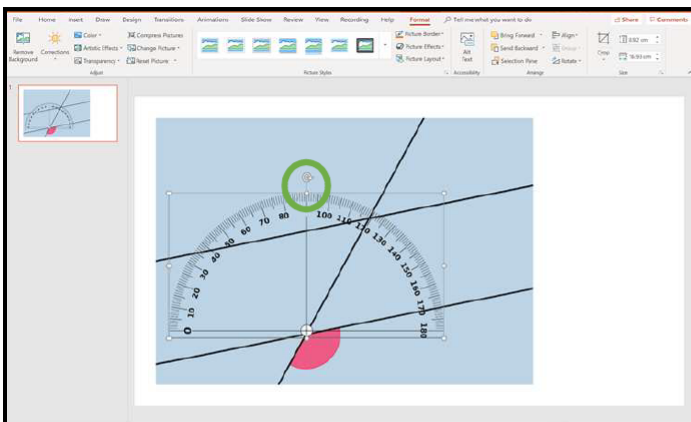 File Home Insert Draw Design Transitions Animations Slide Show Review View Recording Help Format Tell me what you want to do Share Comments
Remove Background
Corrections
Color
Artistic Effects
Transparency
Compress Pictures
Change Picture
Reset Picture
Adjust
Picture Styles
Picture Border
Picture Effects
Picture Layout
Alt Text
Accessibility
Bring Forward
Send Backward
Selection Pane
Align
Group
Rotate
Arrange
Crop
16.93 cm
Size
1
0 10 20 30 40 50 60 70 80 100 110 120 130 140 150 160 170 180